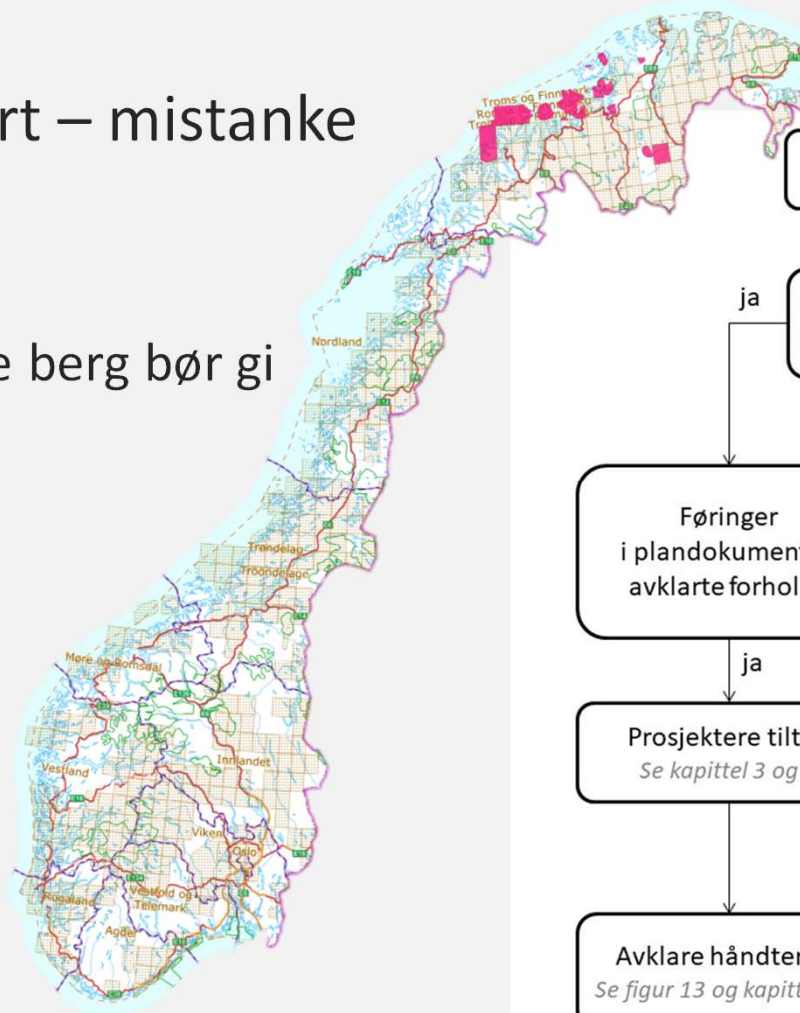 rt – mistanke
e berg bør gi
Troms og Finnmark
Nordland
Trøndelag
Trööndelage
Møre og Romsdal
Innlandet
Vestland
Viken
Oslo
Vestfold og
Telemark
Rogaland
Agder
ja
Føringer
i plandokument
avklarte forhol
ja
Prosjektere tilt
Se kapittel 3 og
Avklare håndter
Se figur 13 og kapitt